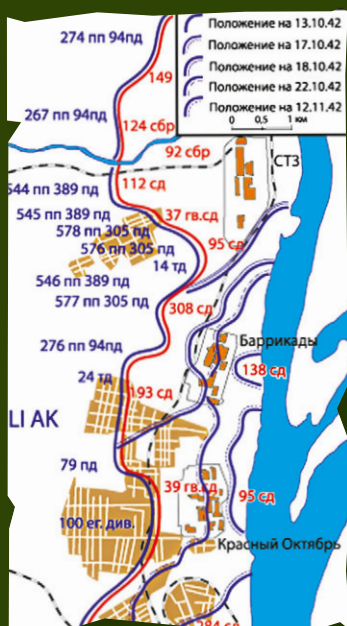 Положение на 13.10.42
Положение на 17.10.42
Положение на 18.10.42
Положение на 22.10.42
Положение на 12.11.42
0 0,5 1 км
274 пп 94пд
149
267 пп 94пд
124 сбр
92 сбр
СТЗ
544 пп 389 пд
112 сд
545 пп 389 пд
37 гв.сд
578 пп 305 пд
576 пп 305 пд
95 сд
14 тд
546 пп 389 пд
577 пп 305 пд
308 сд
276 пп 94пд
Баррикады
138 сд
24 тд
193 сд
LI АК
79 пд
39 гв.сд
95 сд
100 ег. див.
Красный Октябрь
284 сд